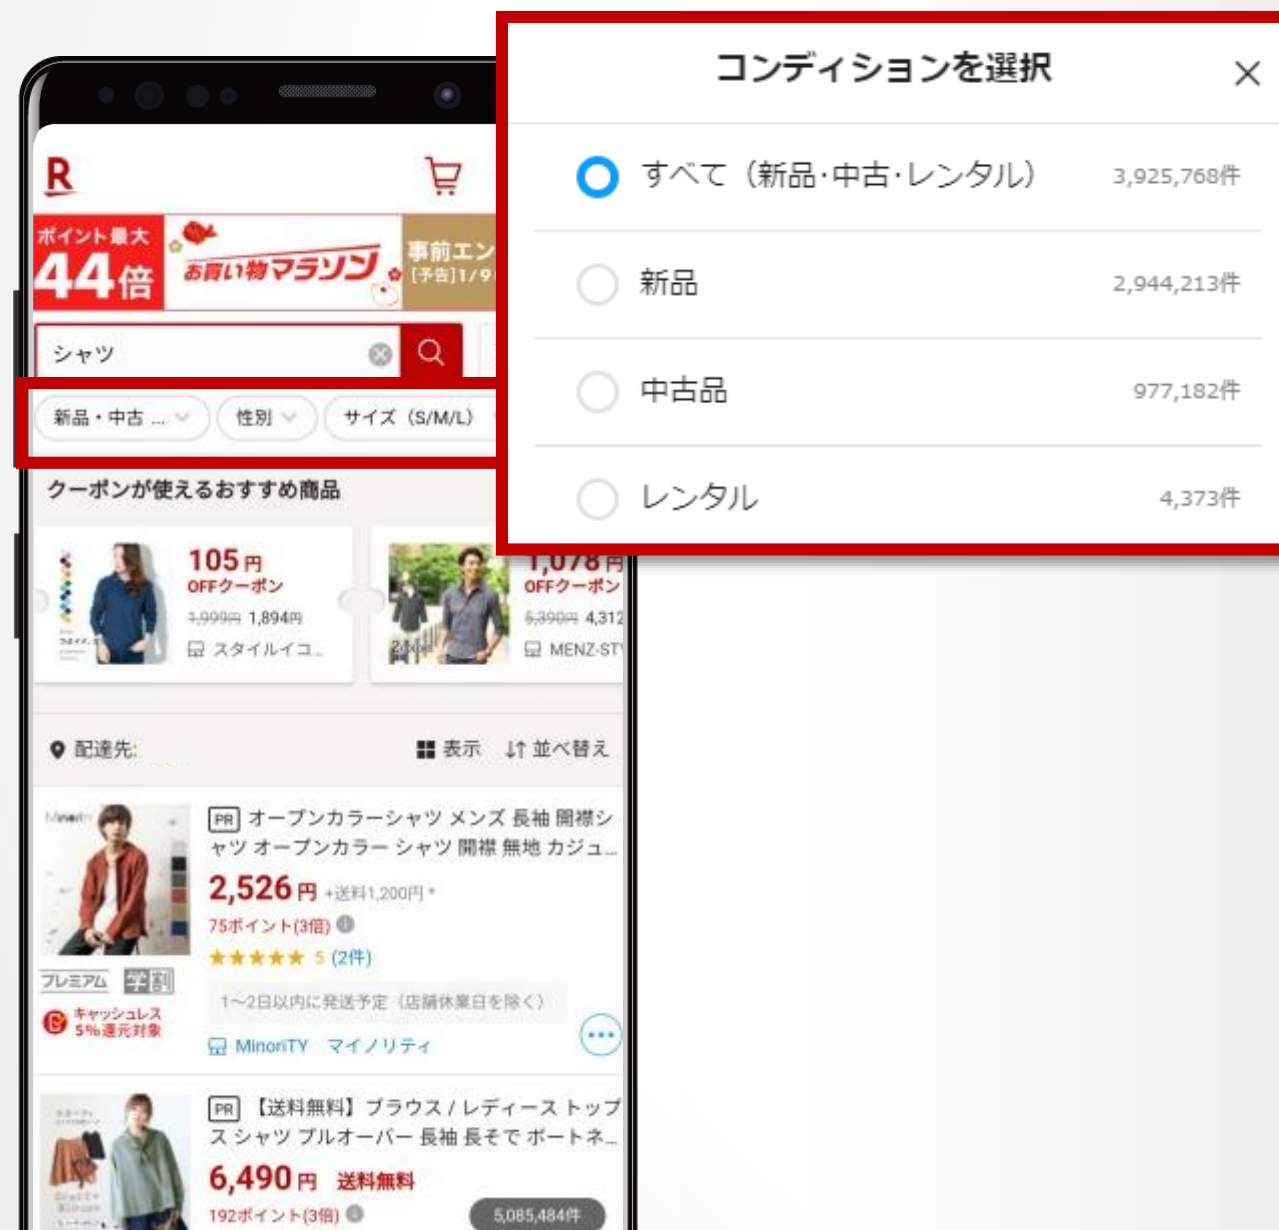 コンディションを選択
すべて（新品・中古・レンタル） 3,925,768件
新品 2,944,213件
中古品 977,182件
レンタル 4,373件
R
ポイント最大
44倍
お買い物マラソン
事前エン
[予告]1/9
シャツ
新品・中古 ...
性別
サイズ（S/M/L）
クーポンが使えるおすすめ商品
105円
OFFクーポン
1,999円 1,894円
スタイルイコ...
1,078円
OFFクーポン
5,390円 4,312
MENZ-ST
配達先:
表示
並べ替え
PR オープンカラーシャツ メンズ 長袖 開襟シ
ャツ オープンカラー シャツ 開襟 無地 カジュ...
2,526円 +送料1,200円*
75ポイント(3倍)
★★★★★ 5 (2件)
プレミアム 学割
キャッシュレス
5%還元対象
1〜2日以内に発送予定（店舗休業日を除く）
MinoriTY マイノリティ
PR 【送料無料】ブラウス / レディース トップ
ス シャツ プルオーバー 長袖 長そで ボートネ...
6,490円 送料無料
192ポイント(3倍)
5,085,484件